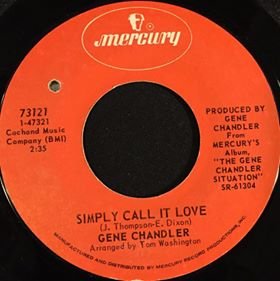 mercury
73121
1-47321
Cachand Music
Company (BMI)
2:35
PRODUCED BY
GENE
CHANDLER
From
MERCURY'S
Album,
"THE GENE
CHANDLER
SITUATION"
SR-61304
SIMPLY CALL IT LOVE
(J. Thompson-E. Dixon)
GENE CHANDLER
Arranged by Tom Washington
MANUFACTURED AND DISTRIBUTED BY MERCURY RECORD PRODUCTIONS, INC.